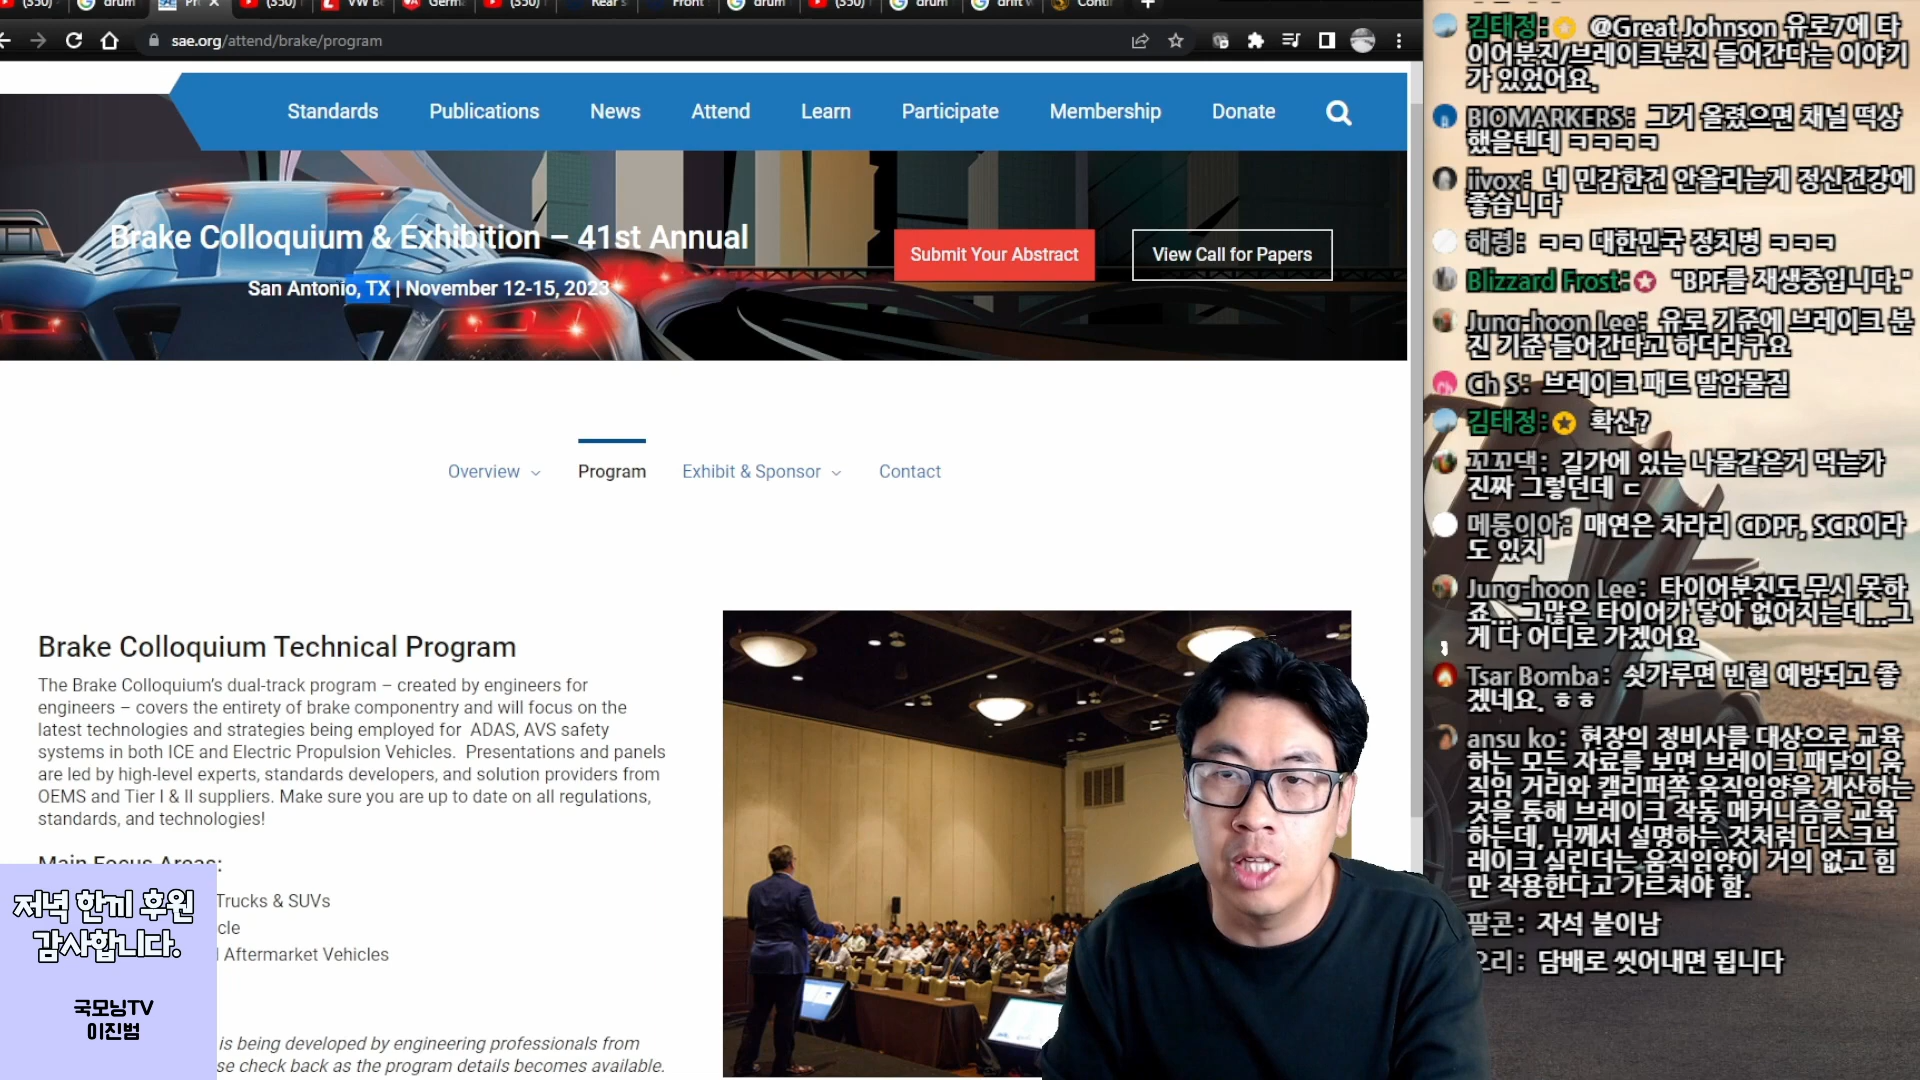 (350)
drum
Pr
(350)
VW B
Germa
(350)
Rear s
Front
drum
(350)
drum
drift w
Conti
sae.org/attend/brake/program
Standards
Publications
News
Attend
Learn
Participate
Membership
Donate
Brake Colloquium & Exhibition – 41st Annual
San Antonio, TX | November 12-15, 2023
Submit Your Abstract
View Call for Papers
Overview
Program
Exhibit & Sponsor
Contact
Brake Colloquium Technical Program
The Brake Colloquium's dual-track program – created by engineers for
engineers – covers the entirety of brake componentry and will focus on the
latest technologies and strategies being employed for ADAS, AVS safety
systems in both ICE and Electric Propulsion Vehicles. Presentations and panels
are led by high-level experts, standards developers, and solution providers from
OEMS and Tier I & II suppliers. Make sure you are up to date on all regulations,
standards, and technologies!
Main Focus Areas:
Trucks & SUVs
cle
Aftermarket Vehicles
is being developed by engineering professionals from
se check back as the program details becomes available.
저녁 한끼 후원
감사합니다.
국모닝TV
이진범
김태정: @Great Johnson 유로7에 타
이어분진/브레이크분진 들어간다는 이야기
가 있었어요.
BIOMARKERS: 그거 올렸으면 채널 떡상
했을텐데 ㅋㅋㅋㅋ
iivox: 네 민감한건 안올리는게 정신건강에
좋습니다
해령: ㅋㅋ 대한민국 정치병 ㅋㅋㅋ
Blizzard Frost: "BPF를 재생중입니다."
Jung-hoon Lee: 유로 기준에 브레이크 분
진 기준 들어간다고 하더라구요
Ch S: 브레이크 패드 발암물질
김태정: 확산?
꼬꼬댁: 길가에 있는 나물같은거 먹는가
진짜 그렇던데 ㄷ
메롱이아: 매연은 차라리 CDPF, SCR이라
도 있지
Jung-hoon Lee: 타이어분진도 무시 못하
죠... 그많은 타이어가 닳아 없어지는데...그
게 다 어디로 가겠어요
Tsar Bomba: 쇳가루면 빈혈 예방되고 좋
겠네요. ㅎㅎ
ansu ko: 현장의 정비사를 대상으로 교육
하는 모든 자료를 보면 브레이크 패달의 움
직임 거리와 캘리퍼쪽 움직임양을 계산하는
것을 통해 브레이크 작동 메커니즘을 교육
하는데, 님께서 설명하는 것처럼 디스크브
레이크 실린더는 움직임양이 거의 없고 힘
만 작용한다고 가르쳐야 함.
팔콘: 자석 붙이남
오리: 담배로 씻어내면 됩니다